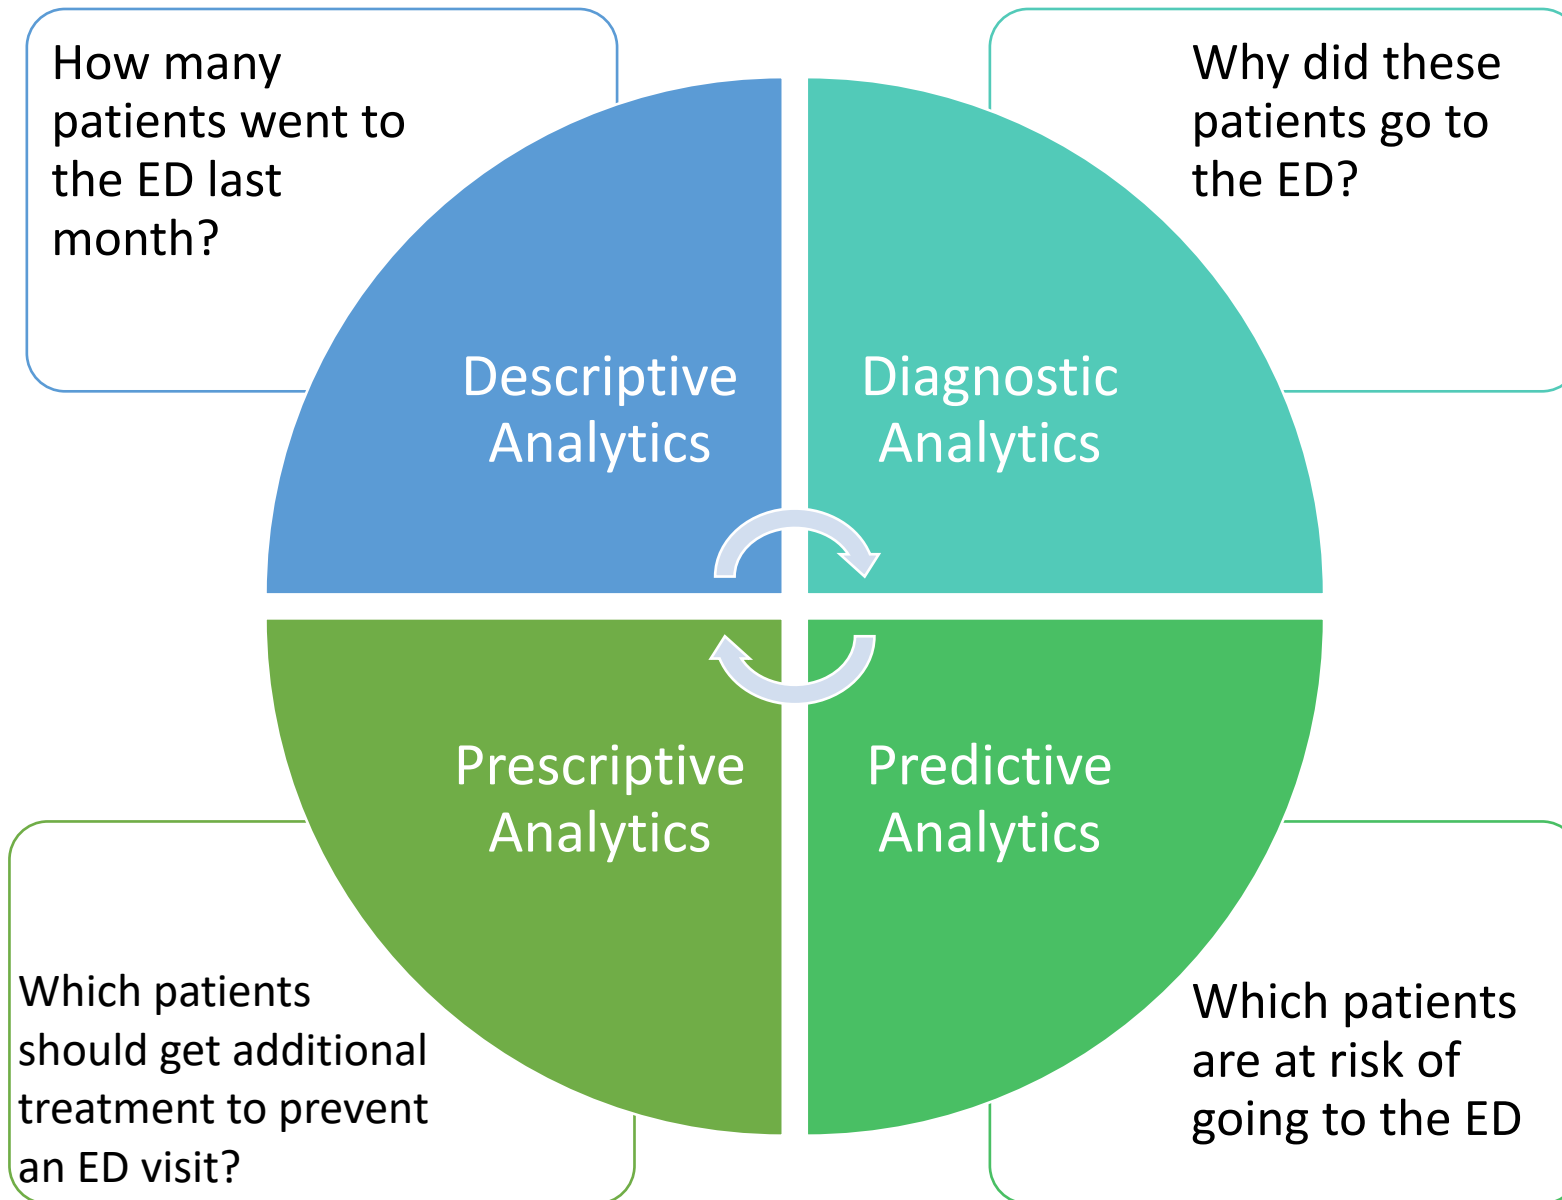 How many
patients went to
the ED last
month?
Why did these
patients go to
the ED?
Descriptive
Analytics
Diagnostic
Analytics
Prescriptive
Analytics
Predictive
Analytics
Which patients
should get additional
treatment to prevent
an ED visit?
Which patients
are at risk of
going to the ED